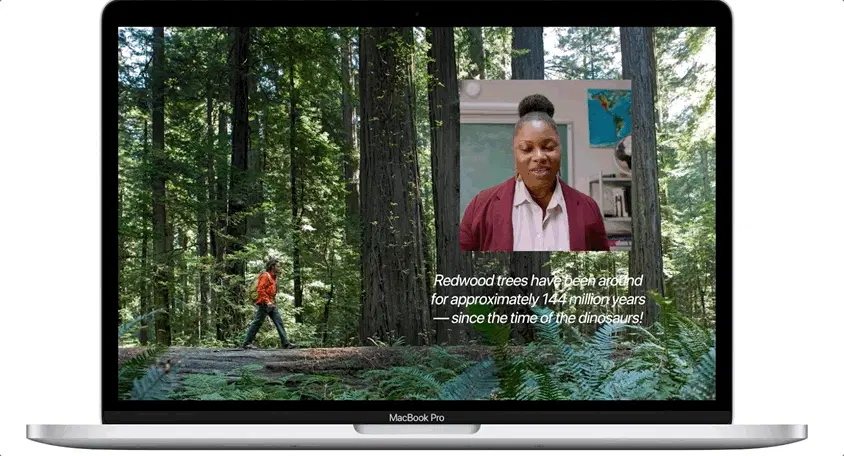 Redwood trees have been around
for approximately 144 million years
— since the time of the dinosaurs!
MacBook Pro